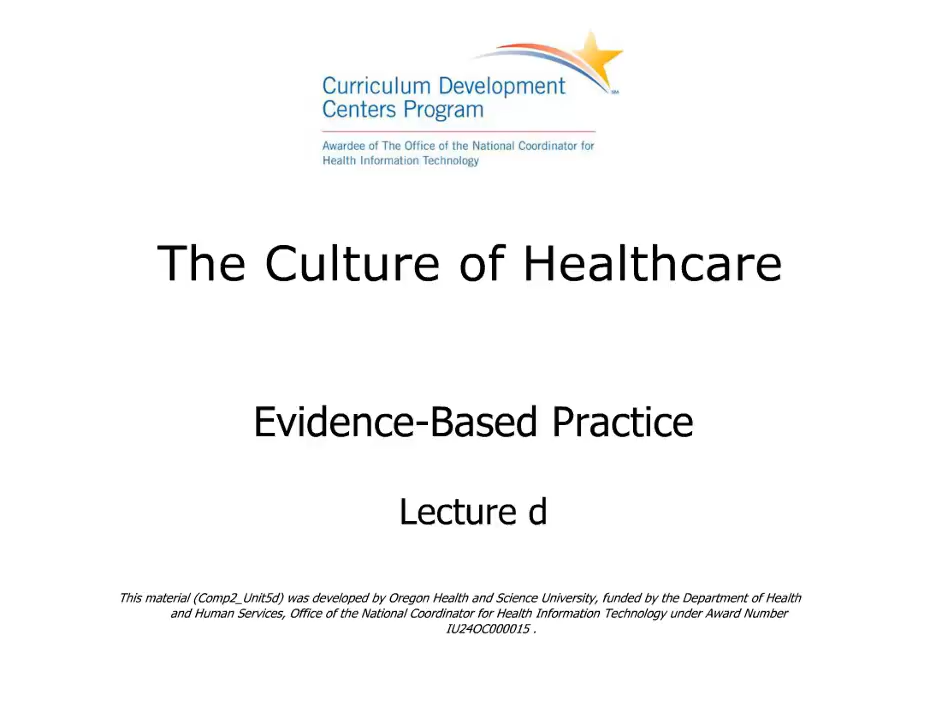 Curriculum Development
Centers Program
Awardee of The Office of the National Coordinator for
Health Information Technology
The Culture of Healthcare
Evidence-Based Practice
Lecture d
This material (Comp2_Unit5d) was developed by Oregon Health and Science University, funded by the Department of Health
and Human Services, Office of the National Coordinator for Health Information Technology under Award Number
IU24OC000015 .